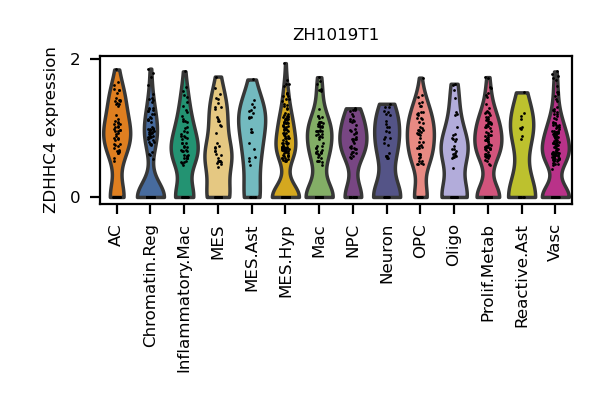 ZH1019T1
ZDHHC4 expression
2
0
AC
Chromatin.Reg
Inflammatory.Mac
MES
MES.Ast
MES.Hyp
Mac
NPC
Neuron
OPC
Oligo
Prolif.Metab
Reactive.Ast
Vasc